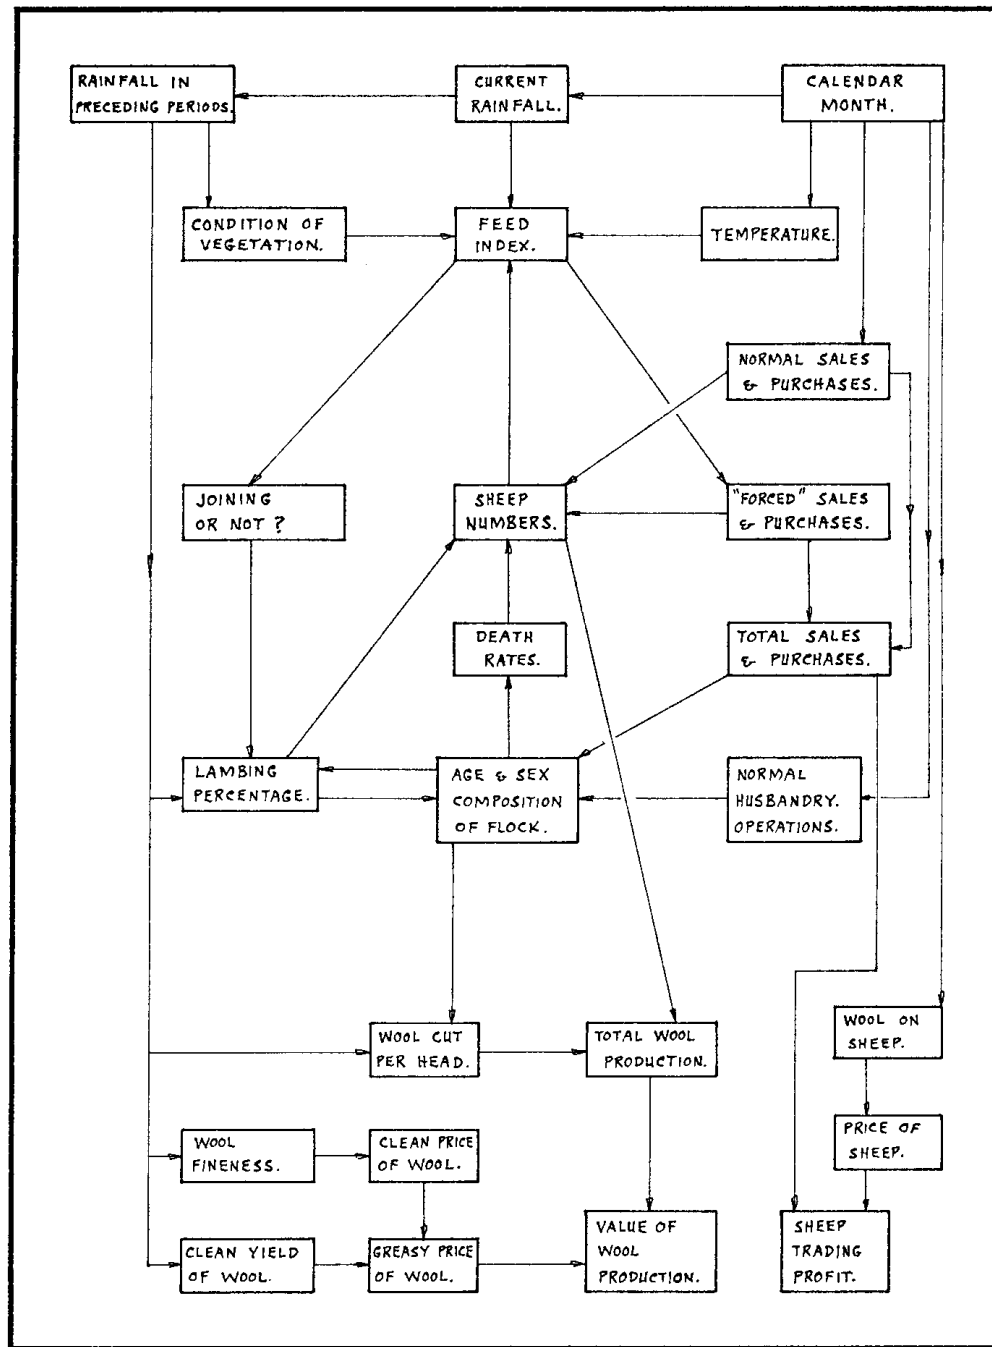 RAINFALL IN
PRECEDING PERIODS.
CURRENT
RAINFALL.
CALENDAR
MONTH.
CONDITION OF
VEGETATION.
FEED
INDEX.
TEMPERATURE.
NORMAL SALES
& PURCHASES.
JOINING
OR NOT?
SHEEP
NUMBERS.
"FORCED" SALES
& PURCHASES.
DEATH
RATES.
TOTAL SALES
& PURCHASES.
LAMBING
PERCENTAGE.
AGE & SEX
COMPOSITION
OF FLOCK.
NORMAL
HUSBANDRY.
OPERATIONS.
WOOL CUT
PER HEAD.
TOTAL WOOL
PRODUCTION.
WOOL ON
SHEEP.
WOOL
FINENESS.
CLEAN PRICE
OF WOOL.
PRICE OF
SHEEP.
CLEAN YIELD
OF WOOL.
GREASY PRICE
OF WOOL.
VALUE OF
WOOL
PRODUCTION.
SHEEP
TRADING
PROFIT.